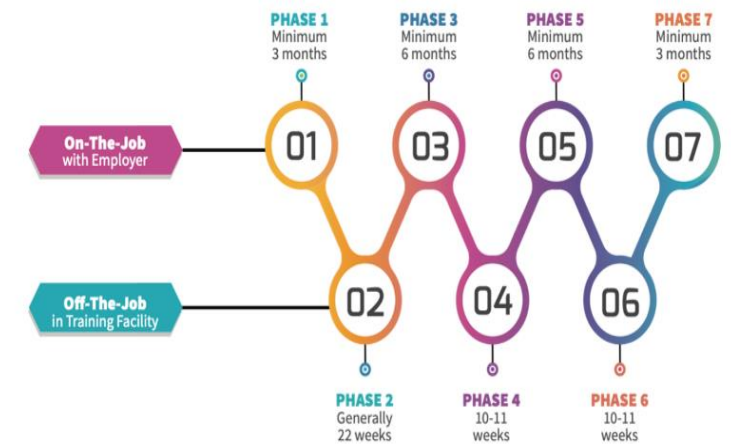 PHASE 1
Minimum
3 months
PHASE 3
Minimum
6 months
PHASE 5
Minimum
6 months
PHASE 7
Minimum
3 months
On-The-Job
with Employer
01
03
05
07
Off-The-Job
in Training Facility
02
04
06
PHASE 2
Generally
22 weeks
PHASE 4
10-11
weeks
PHASE 6
10-11
weeks